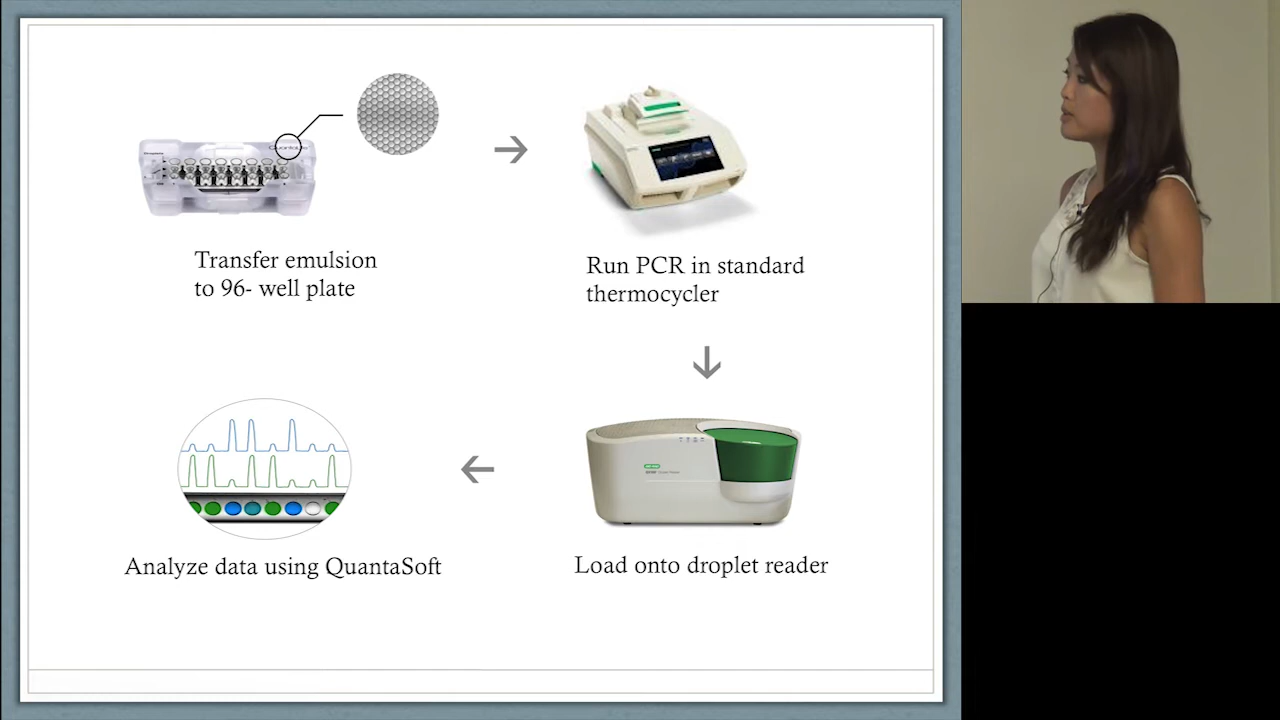 Transfer emulsion
to 96- well plate
Run PCR in standard
thermocycler
Analyze data using QuantaSoft
Load onto droplet reader